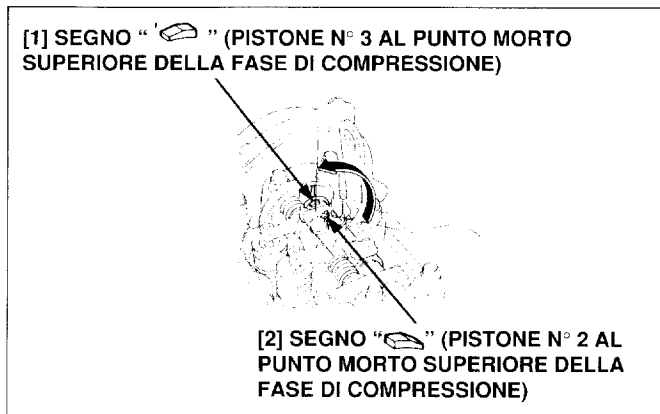 [1] SEGNO “ ” (PISTONE N° 3 AL PUNTO MORTO
SUPERIORE DELLA FASE DI COMPRESSIONE)
[2] SEGNO “ ” (PISTONE N° 2 AL
PUNTO MORTO SUPERIORE DELLA
FASE DI COMPRESSIONE)